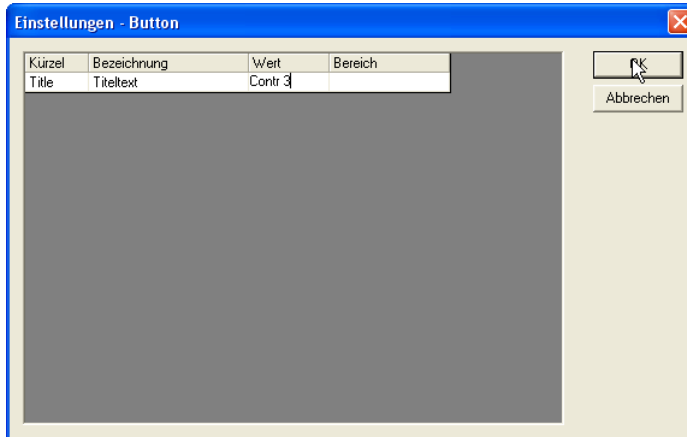 Einstellungen - Button
Kürzel Bezeichnung Wert Bereich
Title Titeltext Contr 3
OK
Abbrechen